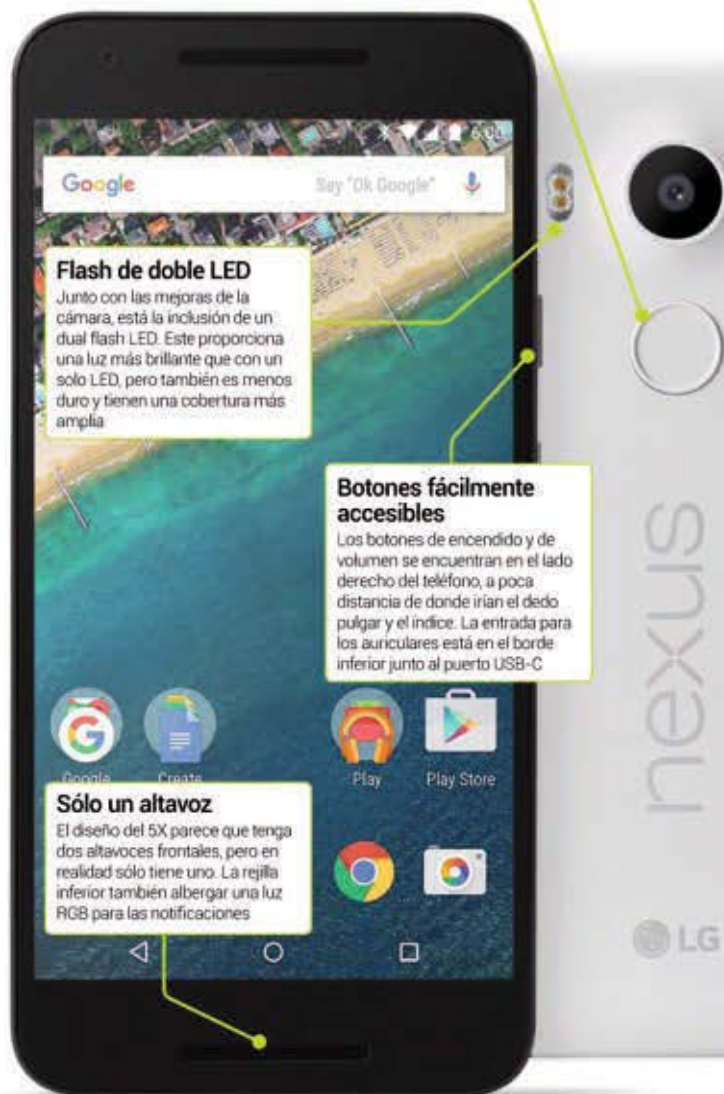 6:00
Google
Say "Ok Google"
Flash de doble LED
Junto con las mejoras de la
cámara, está la inclusión de un
dual flash LED. Este proporciona
una luz más brillante que con un
solo LED, pero también es menos
duro y tienen una cobertura más
amplia
Botones fácilmente
accesibles
Los botones de encendido y de
volumen se encuentran en el lado
derecho del teléfono, a poca
distancia de donde irían el dedo
pulgar y el índice. La entrada para
los auriculares está en el borde
inferior junto al puerto USB-C
Google
Create
Play
Play Store
Sólo un altavoz
El diseño del 5X parece que tenga
dos altavoces frontales, pero en
realidad sólo tiene uno. La rejilla
inferior también albergar una luz
RGB para las notificaciones
nexus
LG